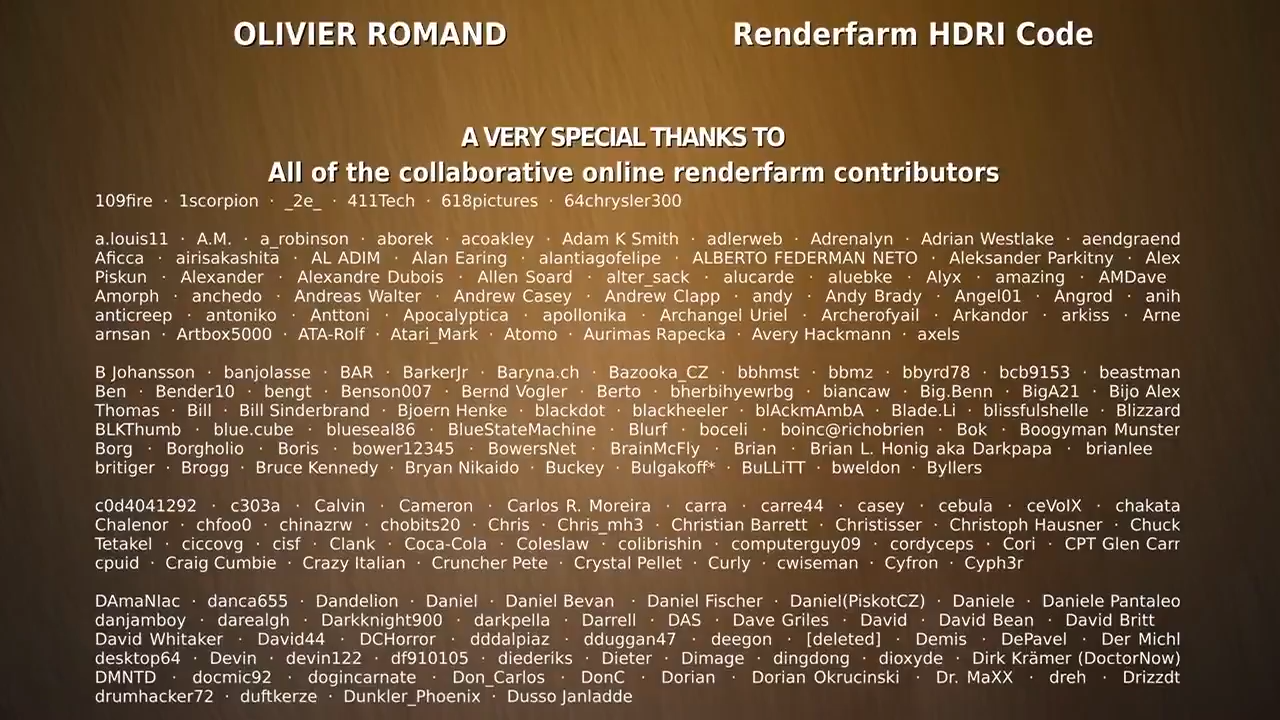 OLIVIER ROMAND Renderfarm HDRI Code
A VERY SPECIAL THANKS TO
All of the collaborative online renderfarm contributors
109fire · 1scorpion · _2e_ · 411Tech · 618pictures · 64chrysler300
a.louis11 · A.M. · a_robinson · aborek · acoakley · Adam K Smith · adlerweb · Adrenalyn · Adrian Westlake · aendgraend
Aficca · airisakashita · AL ADIM · Alan Earing · alantiagofelipe · ALBERTO FEDERMAN NETO · Aleksander Parkitny · Alex
Piskun · Alexander · Alexandre Dubois · Allen Soard · alter_sack · alucarde · aluebke · Alyx · amazing · AMDave
Amorph · anchedo · Andreas Walter · Andrew Casey · Andrew Clapp · andy · Andy Brady · Angel01 · Angrod · anih
anticreep · antoniko · Anttoni · Apocalyptica · apollonika · Archangel Uriel · Archerofyail · Arkandor · arkiss · Arne
arnsan · Artbox5000 · ATA-Rolf · Atari_Mark · Atomo · Aurimas Rapecka · Avery Hackmann · axels
B Johansson · banjolasse · BAR · BarkerJr · Baryna.ch · Bazooka_CZ · bbhmst · bbmz · bbyrd78 · bcb9153 · beastman
Ben · Bender10 · bengt · Benson007 · Bernd Vogler · Berto · bherbihyewrbg · biancaw · Big.Benn · BigA21 · Bijo Alex
Thomas · Bill · Bill Sinderbrand · Bjoern Henke · blackdot · blackheeler · blAckmAmbA · Blade.Li · blissfulshelle · Blizzard
BLKThumb · blue.cube · blueseal86 · BlueStateMachine · Blurf · boceli · boinc@richobrien · Bok · Boogyman Munster
Borg · Borgholio · Boris · bower12345 · BowersNet · BrainMcFly · Brian · Brian L. Honig aka Darkpapa · brianlee
britiger · Brogg · Bruce Kennedy · Bryan Nikaido · Buckey · Bulgakoff* · BuLLiTT · bweldon · Byllers
c0d4041292 · c303a · Calvin · Cameron · Carlos R. Moreira · carra · carre44 · casey · cebula · ceVoIX · chakata
Chalenor · chfoo0 · chinazrw · chobits20 · Chris · Chris_mh3 · Christian Barrett · Christisser · Christoph Hausner · Chuck
Tetakel · ciccovg · cisf · Clank · Coca-Cola · Coleslaw · colibrishin · computerguy09 · cordyceps · Cori · CPT Glen Carr
cpuid · Craig Cumbie · Crazy Italian · Cruncher Pete · Crystal Pellet · Curly · cwiseman · Cyfron · Cyph3r
DAmaNIac · danca655 · Dandelion · Daniel · Daniel Bevan · Daniel Fischer · Daniel(PiskotCZ) · Daniele · Daniele Pantaleo
danjamboy · darealgh · Darkknight900 · darkpella · Darrell · DAS · Dave Griles · David · David Bean · David Britt
David Whitaker · David44 · DCHorror · dddalpiaz · dduggan47 · deegon · [deleted] · Demis · DePavel · Der Michl
desktop64 · Devin · devin122 · df910105 · diederiks · Dieter · Dimage · dingdong · dioxyde · Dirk Krämer (DoctorNow)
DMNTD · docmic92 · dogincarnate · Don_Carlos · DonC · Dorian · Dorian Okrucinski · Dr. MaXX · dreh · Drizzdt
drumhacker72 · duftkerze · Dunkler_Phoenix · Dusso Janladde